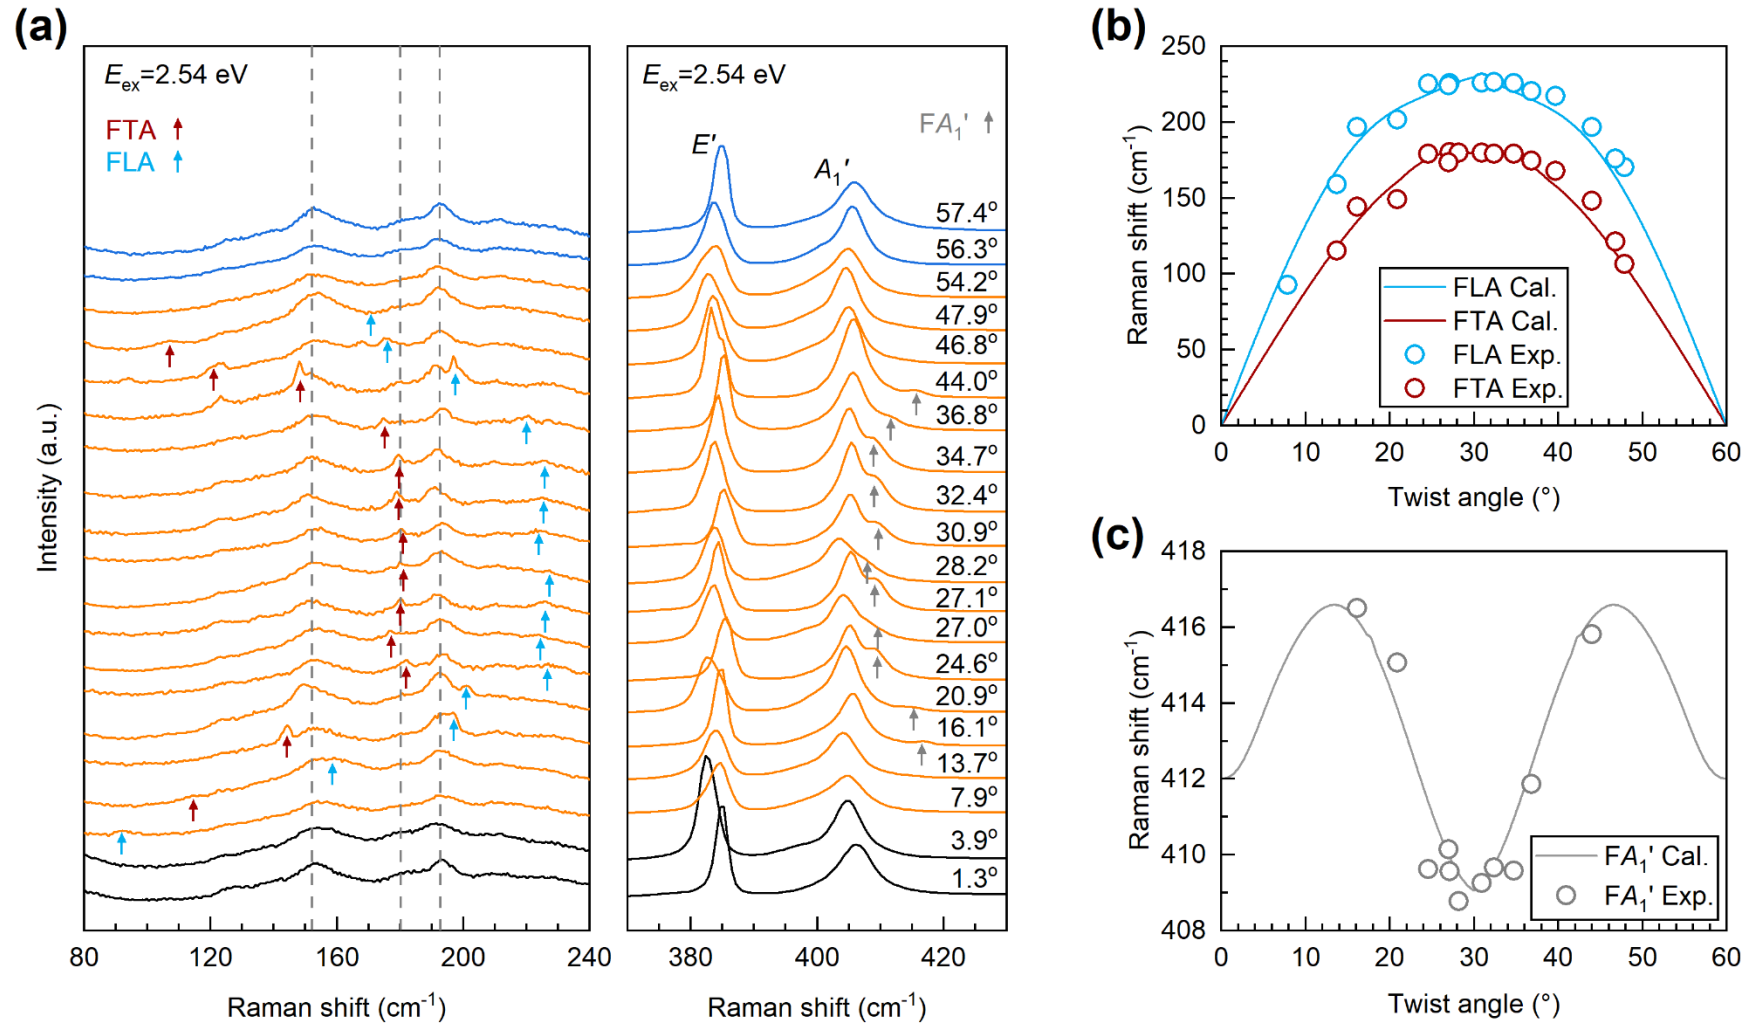 (a)
E_ex=2.54 eV
FTA ↑
FLA ↑
Intensity (a.u.)
80 120 160 200 240
Raman shift (cm⁻¹)
E_ex=2.54 eV
FA₁' ↑
E'
A₁'
57.4°
56.3°
54.2°
47.9°
46.8°
44.0°
36.8°
34.7°
32.4°
30.9°
28.2°
27.1°
27.0°
24.6°
20.9°
16.1°
13.7°
7.9°
3.9°
1.3°
380 400 420
Raman shift (cm⁻¹)
(b)
250
200
150
100
50
0
Raman shift (cm⁻¹)
FLA Cal.
FTA Cal.
FLA Exp.
FTA Exp.
0 10 20 30 40 50 60
Twist angle (°)
(c)
418
416
414
412
410
408
Raman shift (cm⁻¹)
FA₁' Cal.
FA₁' Exp.
0 10 20 30 40 50 60
Twist angle (°)